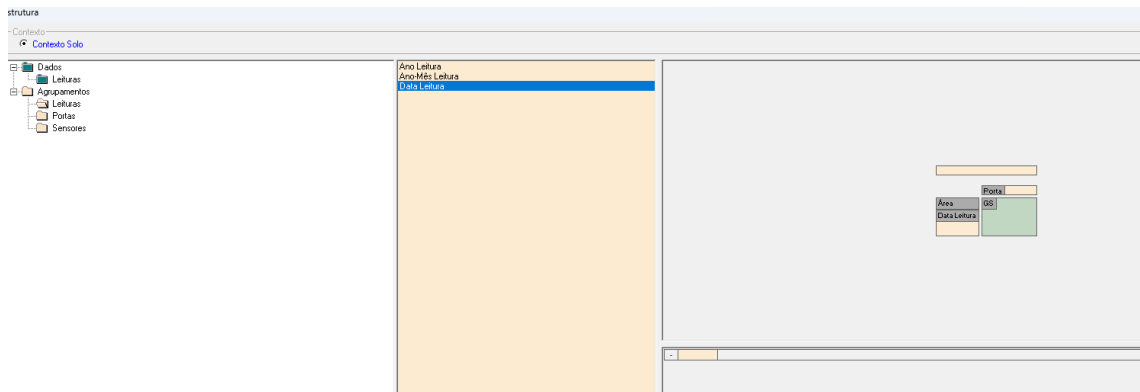 strutura
Contexto
Contexto Solo
Dados
Leituras
Agrupamentos
Leituras
Portas
Sensores
Ano Leitura
Ano-Mês Leitura
Data Leitura
Porta
Área
GS
Data Leitura
-